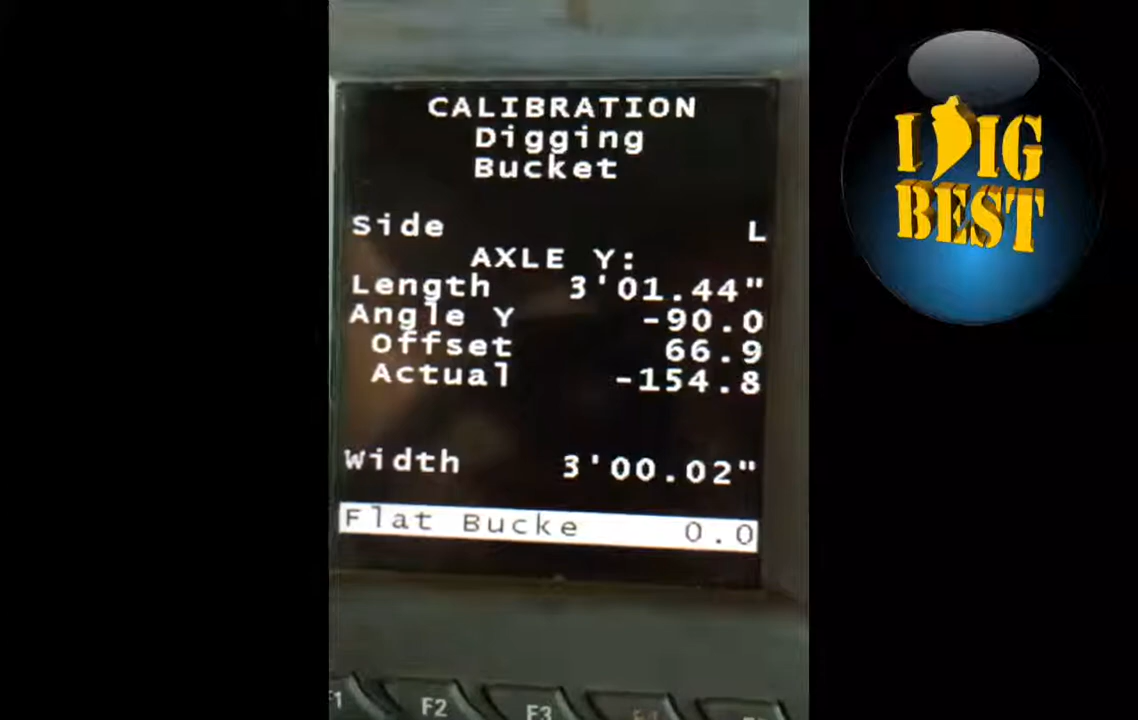 CALIBRATION
Digging
Bucket
Side L
AXLE Y:
Length 3'01.44"
Angle Y -90.0
Offset 66.9
Actual -154.8
Width 3'00.02"
Flat Bucke 0.0
F1 F2 F3 F4
I DIG
BEST